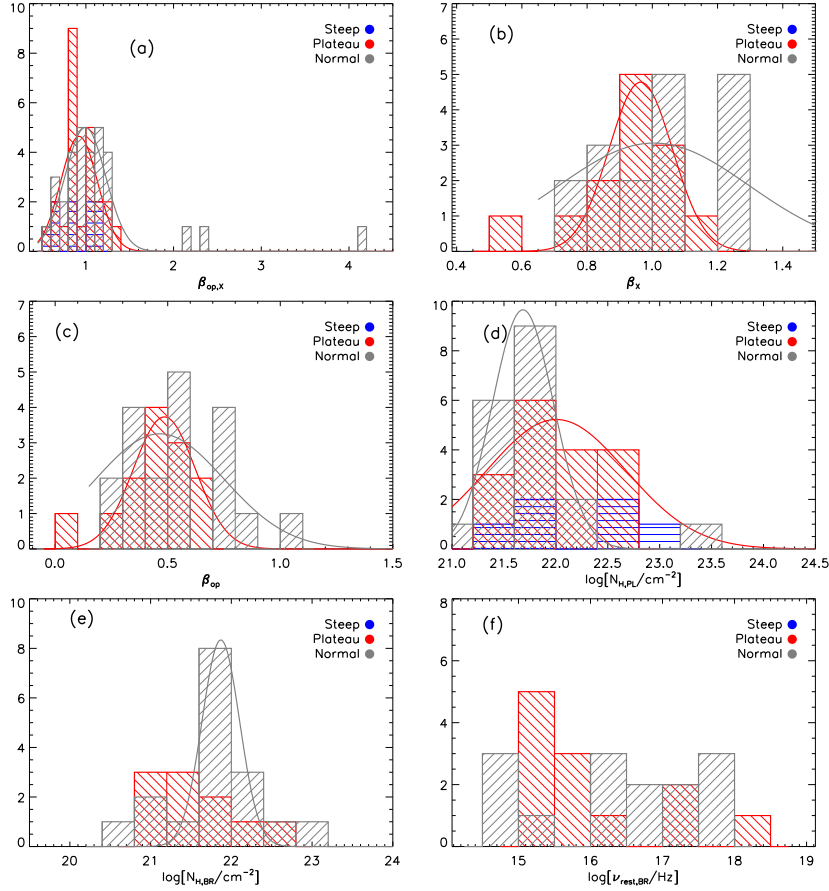 10
8
6
4
2
0
(a)
Steep
Plateau
Normal
1
2
3
4
β_op,X
7
6
5
4
3
2
1
0
(b)
Steep
Plateau
Normal
0.4
0.6
0.8
1.0
1.2
1.4
β_X
7
6
5
4
3
2
1
0
(c)
Steep
Plateau
Normal
0.0
0.5
1.0
1.5
β_op
10
8
6
4
2
0
(d)
Steep
Plateau
Normal
21.0
21.5
22.0
22.5
23.0
23.5
24.0
24.5
log[N_H,PL/cm⁻²]
10
8
6
4
2
0
(e)
Steep
Plateau
Normal
20
21
22
23
24
log[N_H,BR/cm⁻²]
8
6
4
2
0
(f)
Steep
Plateau
Normal
15
16
17
18
19
log[ν_rest,BR/Hz]